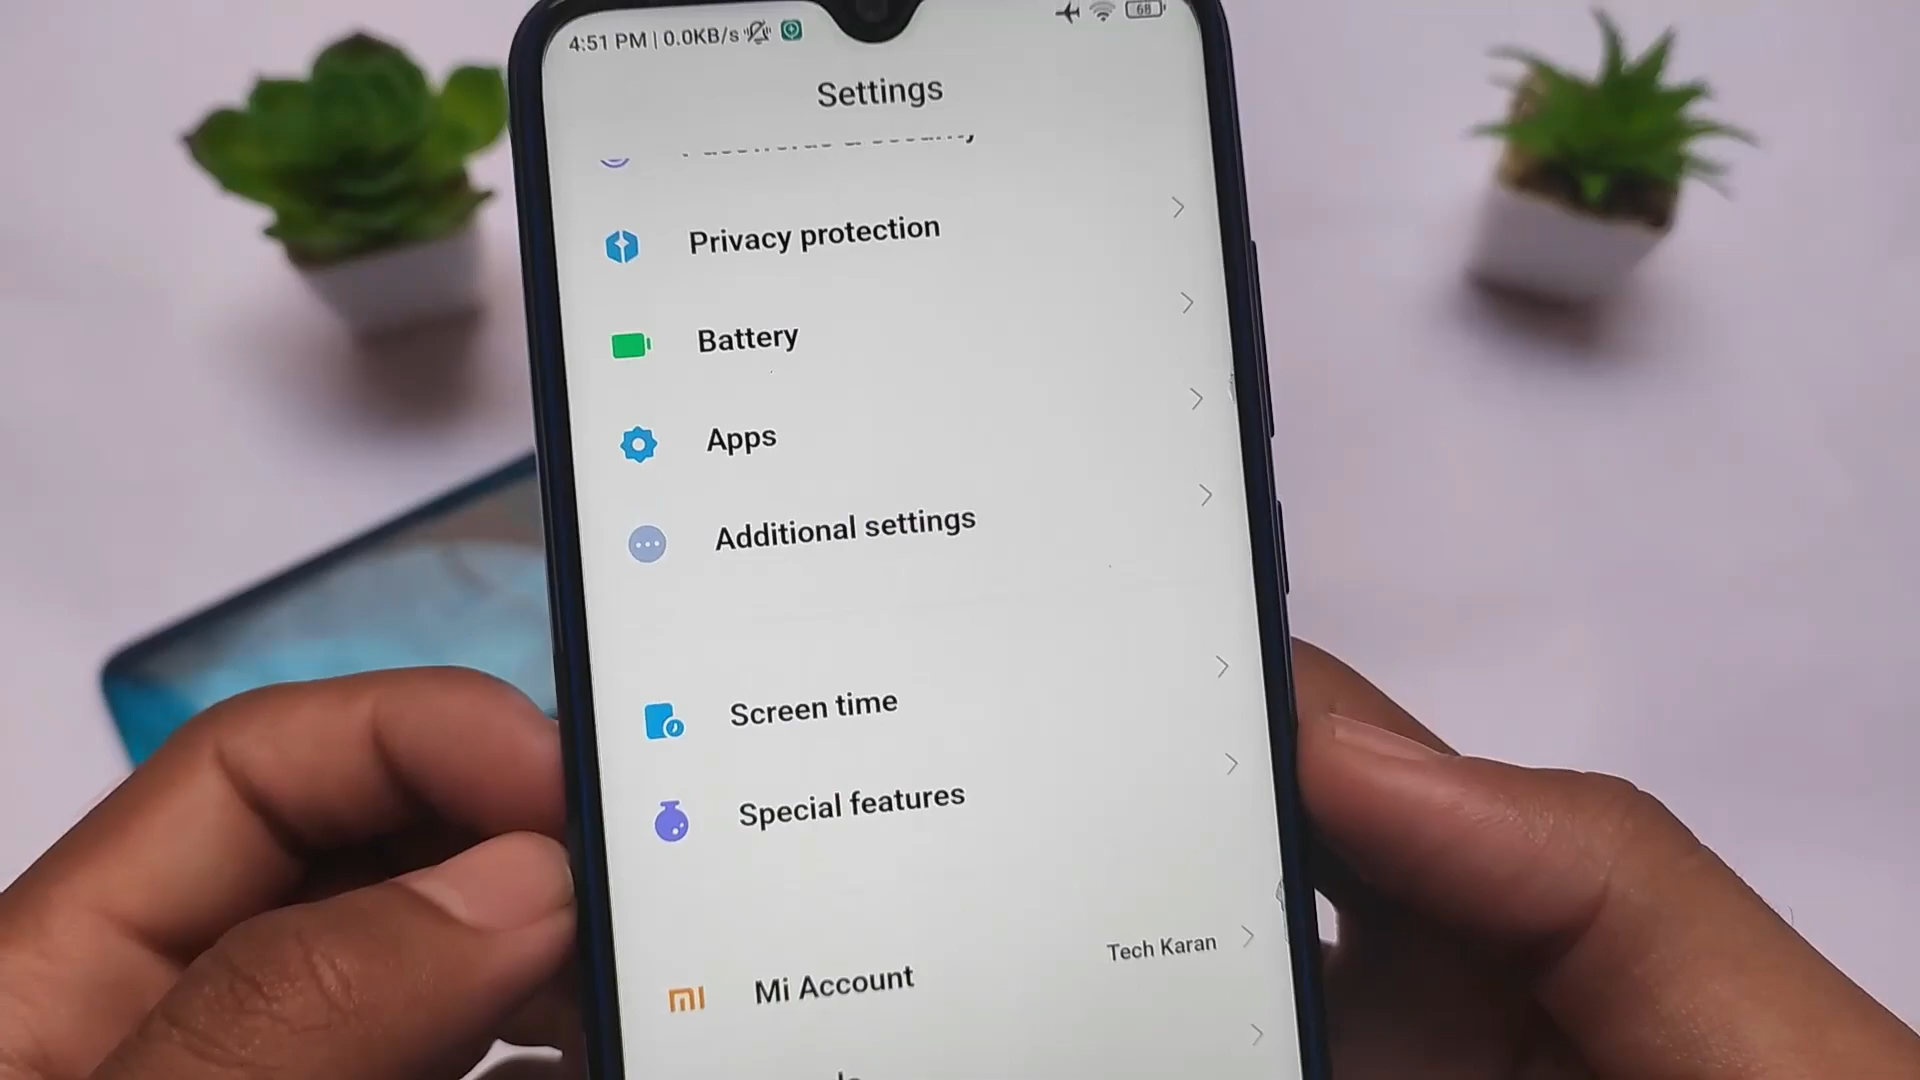 4:51 PM | 0.0KB/s
68
Settings
Privacy protection
Battery
Apps
Additional settings
Screen time
Special features
Tech Karan
Mi Account